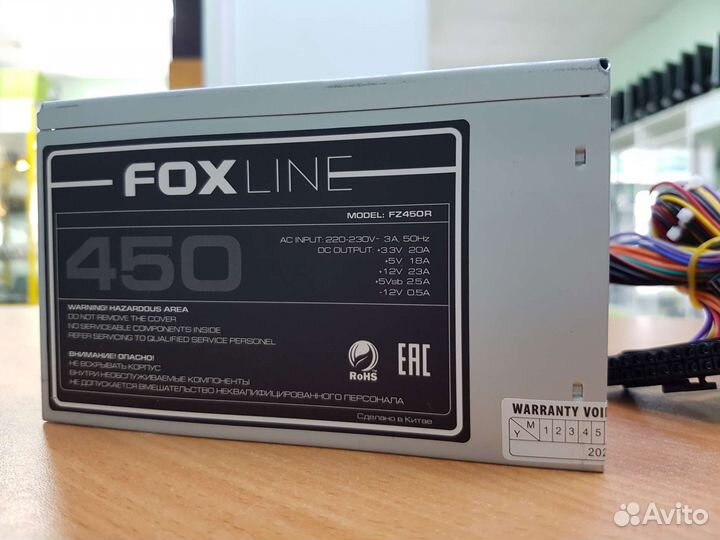 FOXLINE
MODEL: FZ450R
450
AC INPUT: 220-230V~ 3A, 50Hz
DC OUTPUT: +3.3V 20A
+5V 18A
+12V 23A
+5Vsb 2.5A
-12V 0.5A
WARNING! HAZARDOUS AREA
DO NOT REMOVE THE COVER
NO SERVICEABLE COMPONENTS INSIDE
REFER SERVICING TO QUALIFIED SERVICE PERSONEL
ВНИМАНИЕ! ОПАСНО!
НЕ ВСКРЫВАТЬ КОРПУС
ВНУТРИ НЕОБСЛУЖИВАЕМЫЕ КОМПОНЕНТЫ
НЕ ДОПУСКАЕТСЯ ВМЕШАТЕЛЬСТВО НЕКВАЛИФИЦИРОВАННОГО ПЕРСОНАЛА
RoHS
EAC
Сделано в Китае
WARRANTY VOI
Y M 1 2 3 4 5
202
Avito